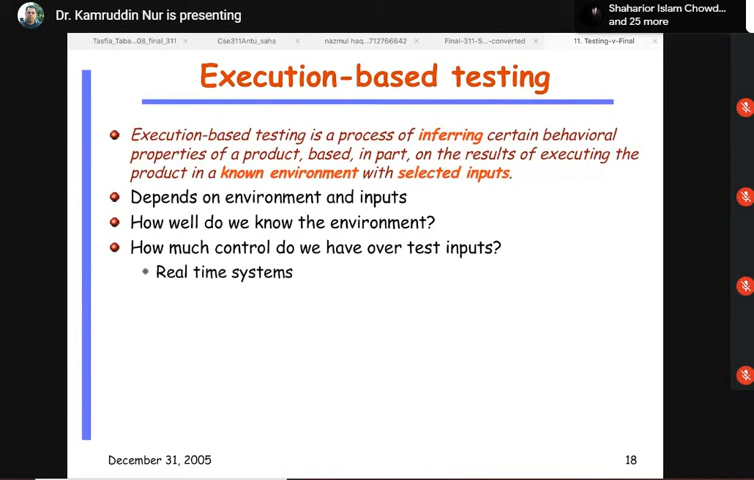 Dr. Kamruddin Nur is presenting
Shaharior Islam Chowd...
and 25 more
Tasfia_Taba...08_final_311
Cse311Antu_saha
nazmul haq...712766642
Final-311-S...-converted
11. Testing-v-Final
Execution-based testing
Execution-based testing is a process of inferring certain behavioral
properties of a product, based, in part, on the results of executing the
product in a known environment with selected inputs.
Depends on environment and inputs
How well do we know the environment?
How much control do we have over test inputs?
Real time systems
December 31, 2005
18